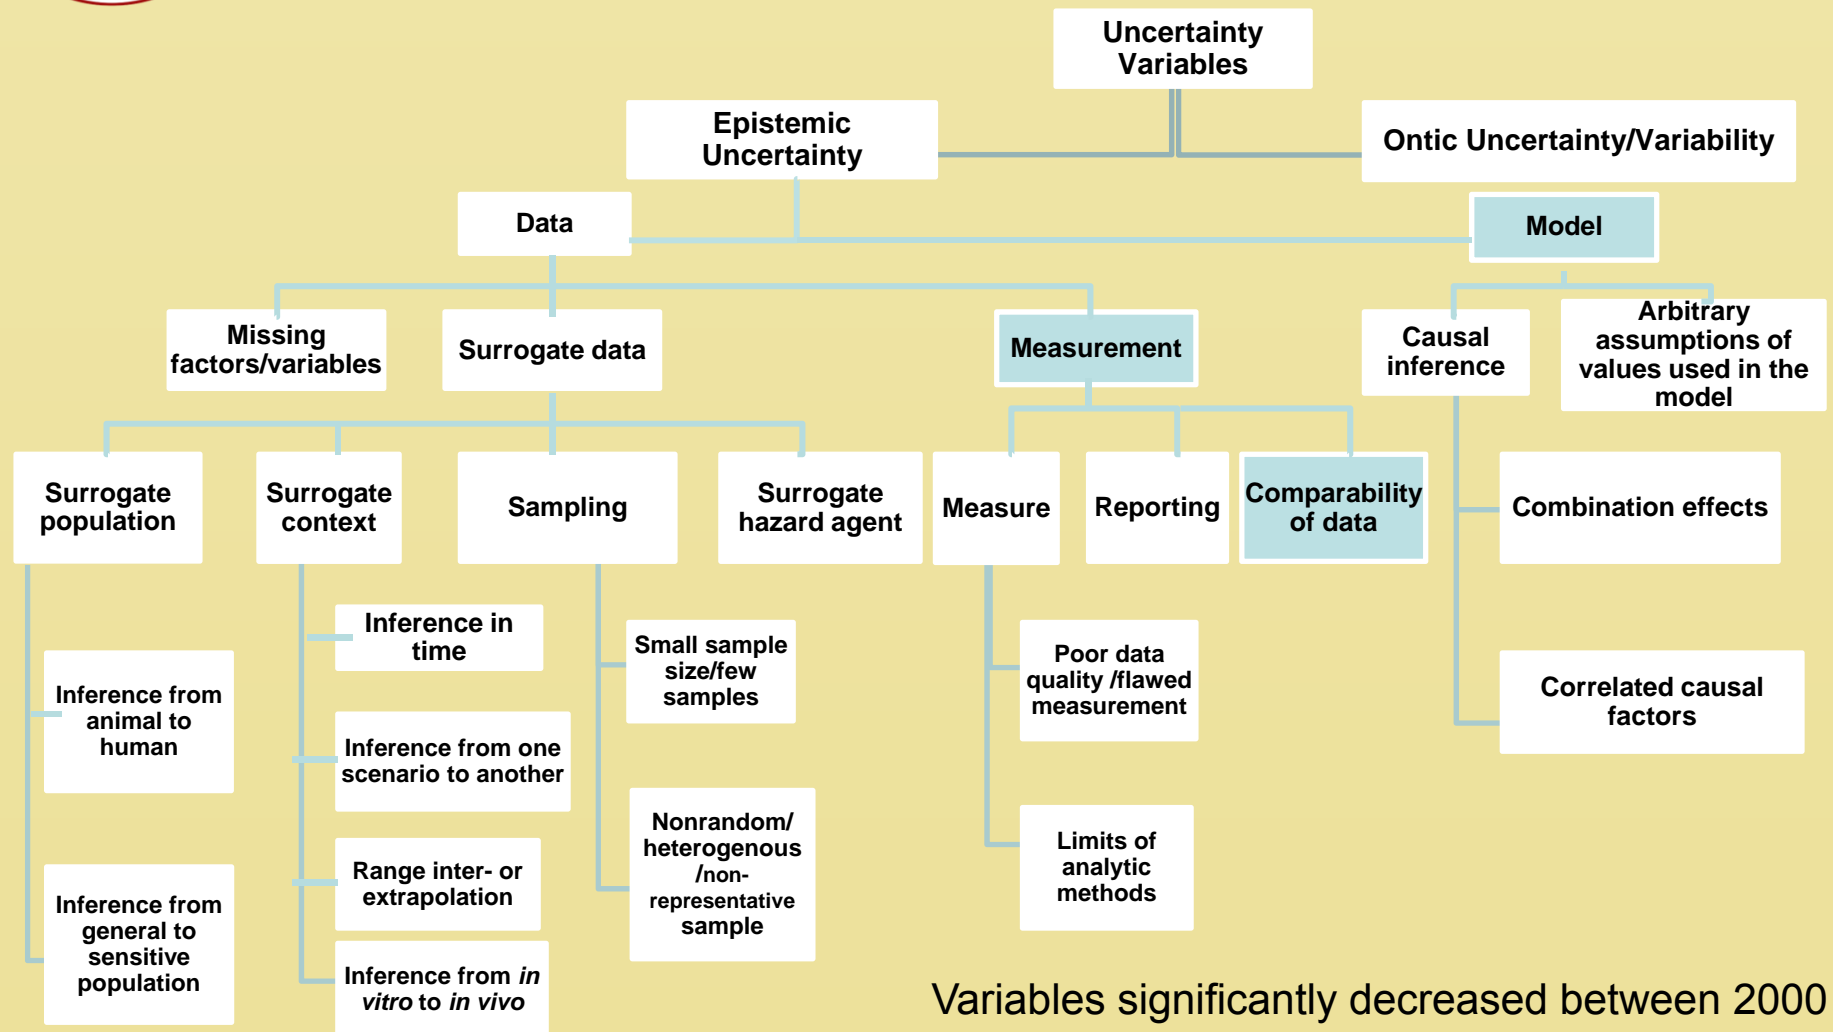 Uncertainty
Variables
Epistemic
Uncertainty
Ontic Uncertainty/Variability
Data
Model
Missing
factors/variables
Surrogate data
Measurement
Causal
inference
Arbitrary
assumptions of
values used in the
model
Surrogate
population
Surrogate
context
Sampling
Surrogate
hazard agent
Measure
Reporting
Comparability
of data
Combination effects
Inference from
animal to
human
Inference in
time
Small sample
size/few
samples
Poor data
quality /flawed
measurement
Correlated causal
factors
Inference from one
scenario to another
Nonrandom/
heterogenous
/non-
representative
sample
Limits of
analytic
methods
Range inter- or
extrapolation
Inference from
general to
sensitive
population
Inference from in
vitro to in vivo
Variables significantly decreased between 2000